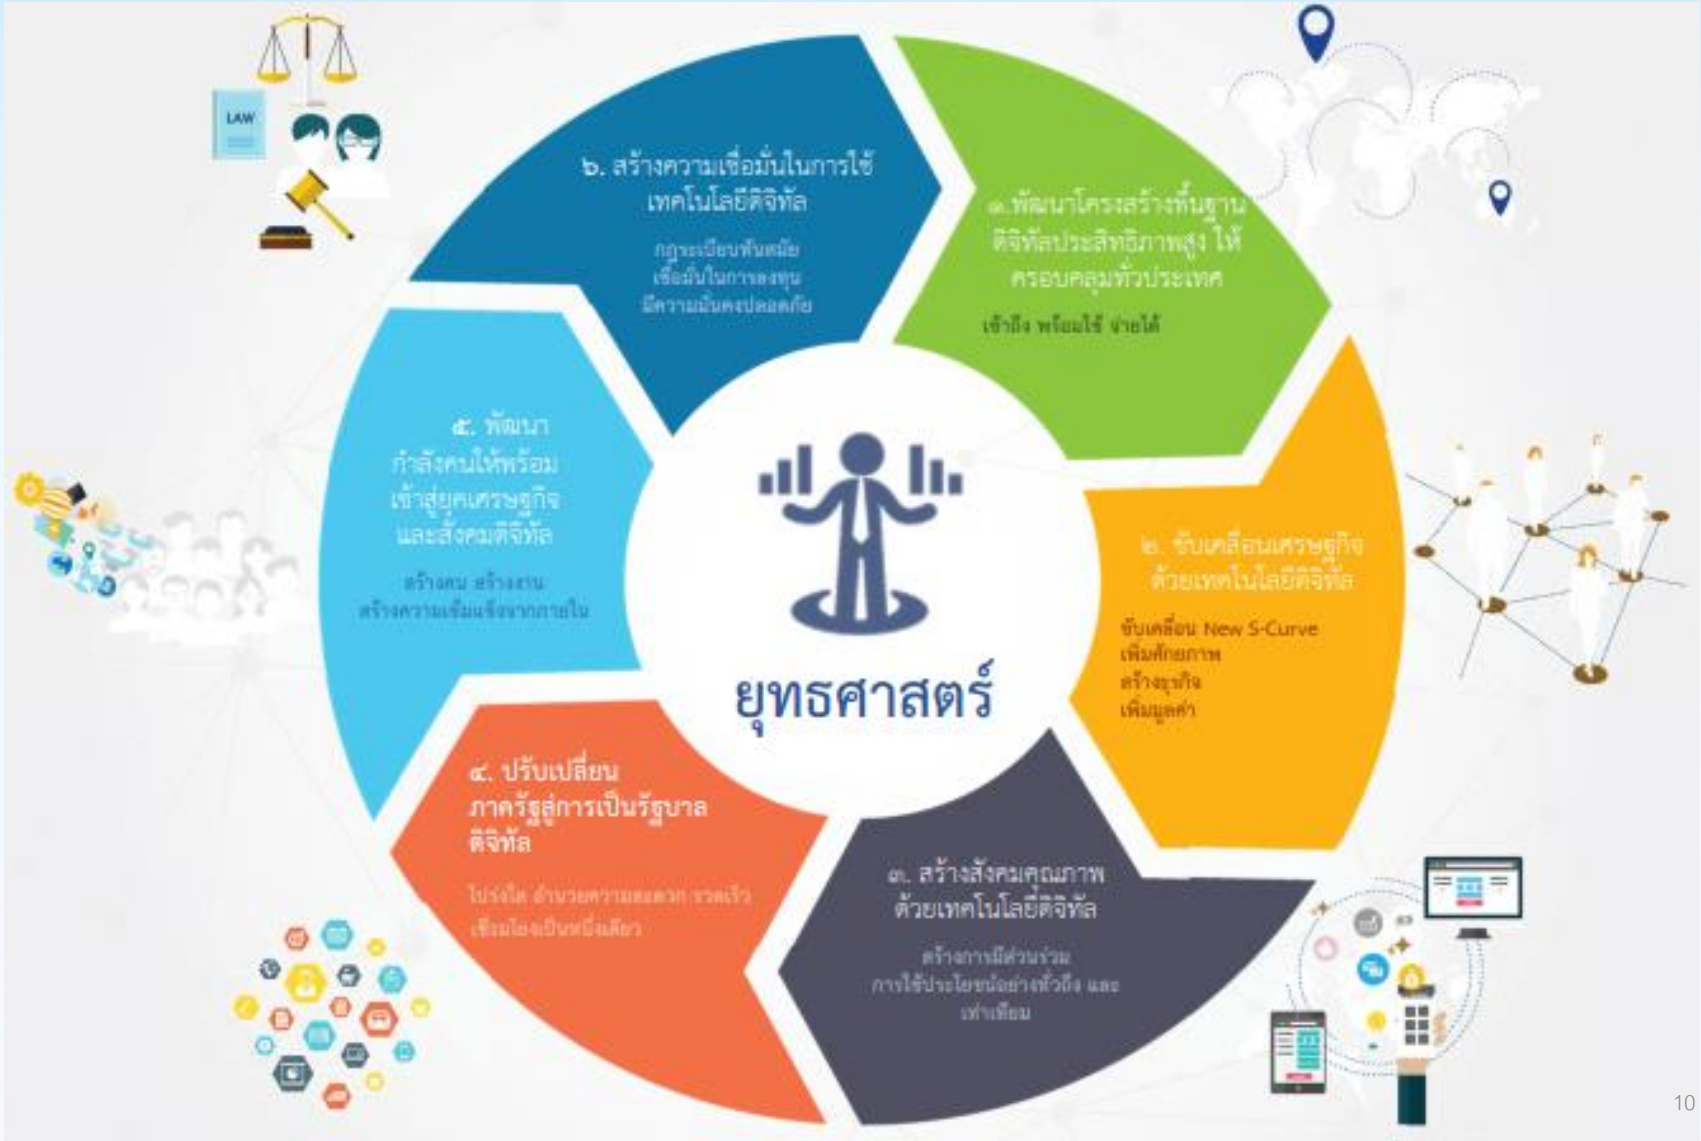 ยุทธศาสตร์
๑.พัฒนาโครงสร้างพื้นฐาน
ดิจิทัลประสิทธิภาพสูง ให้
ครอบคลุมทั่วประเทศ
เข้าถึง พร้อมใช้ จ่ายได้
๒. ขับเคลื่อนเศรษฐกิจ
ด้วยเทคโนโลยีดิจิทัล
ขับเคลื่อน New S-Curve
เพิ่มศักยภาพ
สร้างธุรกิจ
เพิ่มมูลค่า
๓. สร้างสังคมคุณภาพ
ด้วยเทคโนโลยีดิจิทัล
สร้างการมีส่วนร่วม
การใช้ประโยชน์อย่างทั่วถึง และ
เท่าเทียม
๔. ปรับเปลี่ยน
ภาครัฐสู่การเป็นรัฐบาล
ดิจิทัล
โปร่งใส อำนวยความสะดวก รวดเร็ว
เชื่อมโยงเป็นหนึ่งเดียว
๕. พัฒนา
กำลังคนให้พร้อม
เข้าสู่ยุคเศรษฐกิจ
และสังคมดิจิทัล
สร้างคน สร้างงาน
สร้างความเข้มแข็งจากภายใน
๖. สร้างความเชื่อมั่นในการใช้
เทคโนโลยีดิจิทัล
กฎระเบียบทันสมัย
เชื่อมั่นในการลงทุน
มีความมั่นคงปลอดภัย
LAW
10